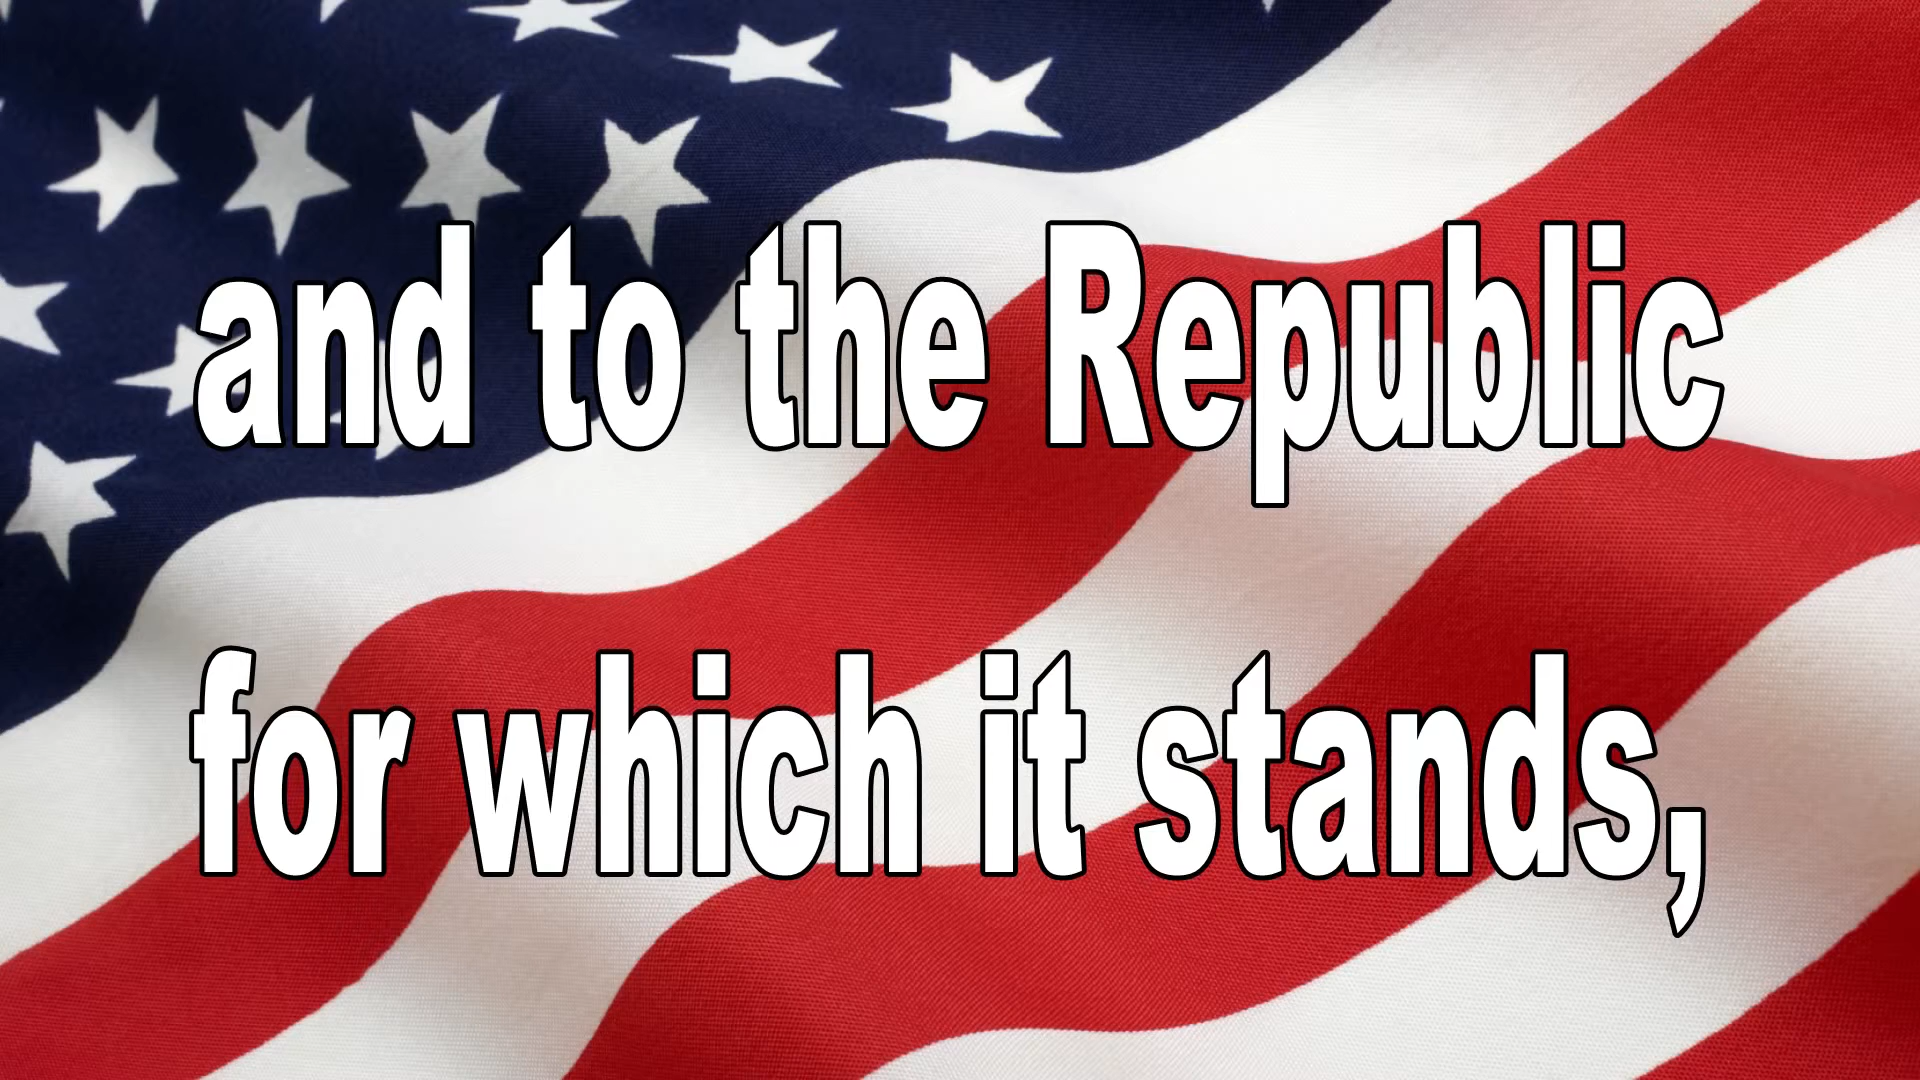 and to the Republic
for which it stands,